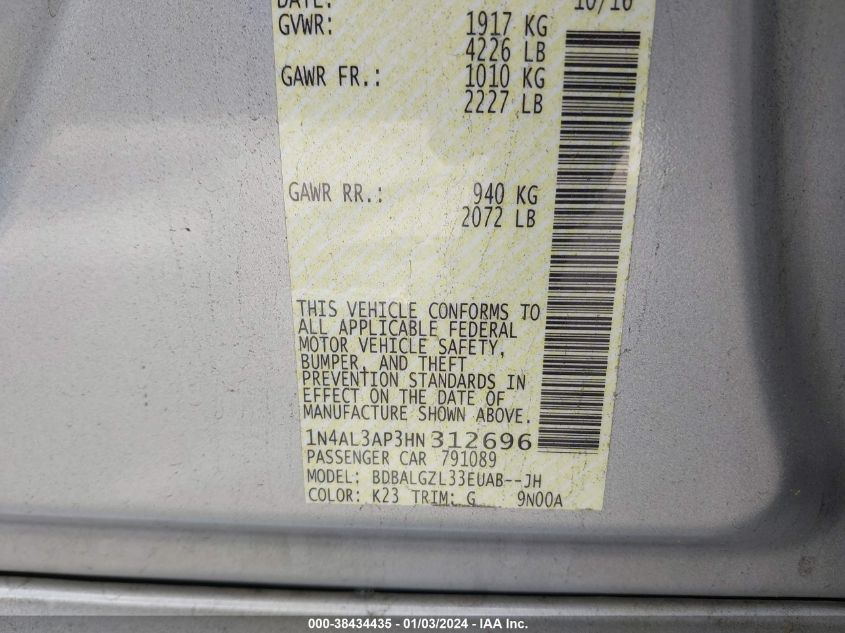 DATE: 10/16
GVWR: 1917 KG
4226 LB
GAWR FR.: 1010 KG
2227 LB
GAWR RR.: 940 KG
2072 LB
THIS VEHICLE CONFORMS TO
ALL APPLICABLE FEDERAL
MOTOR VEHICLE SAFETY,
BUMPER, AND THEFT
PREVENTION STANDARDS IN
EFFECT ON THE DATE OF
MANUFACTURE SHOWN ABOVE.
1N4AL3AP3HN312696
PASSENGER CAR 791089
MODEL: BDBALGZL33EUAB--JH
COLOR: K23 TRIM: G 9N00A
000-38434435 - 01/03/2024 - IAA Inc.